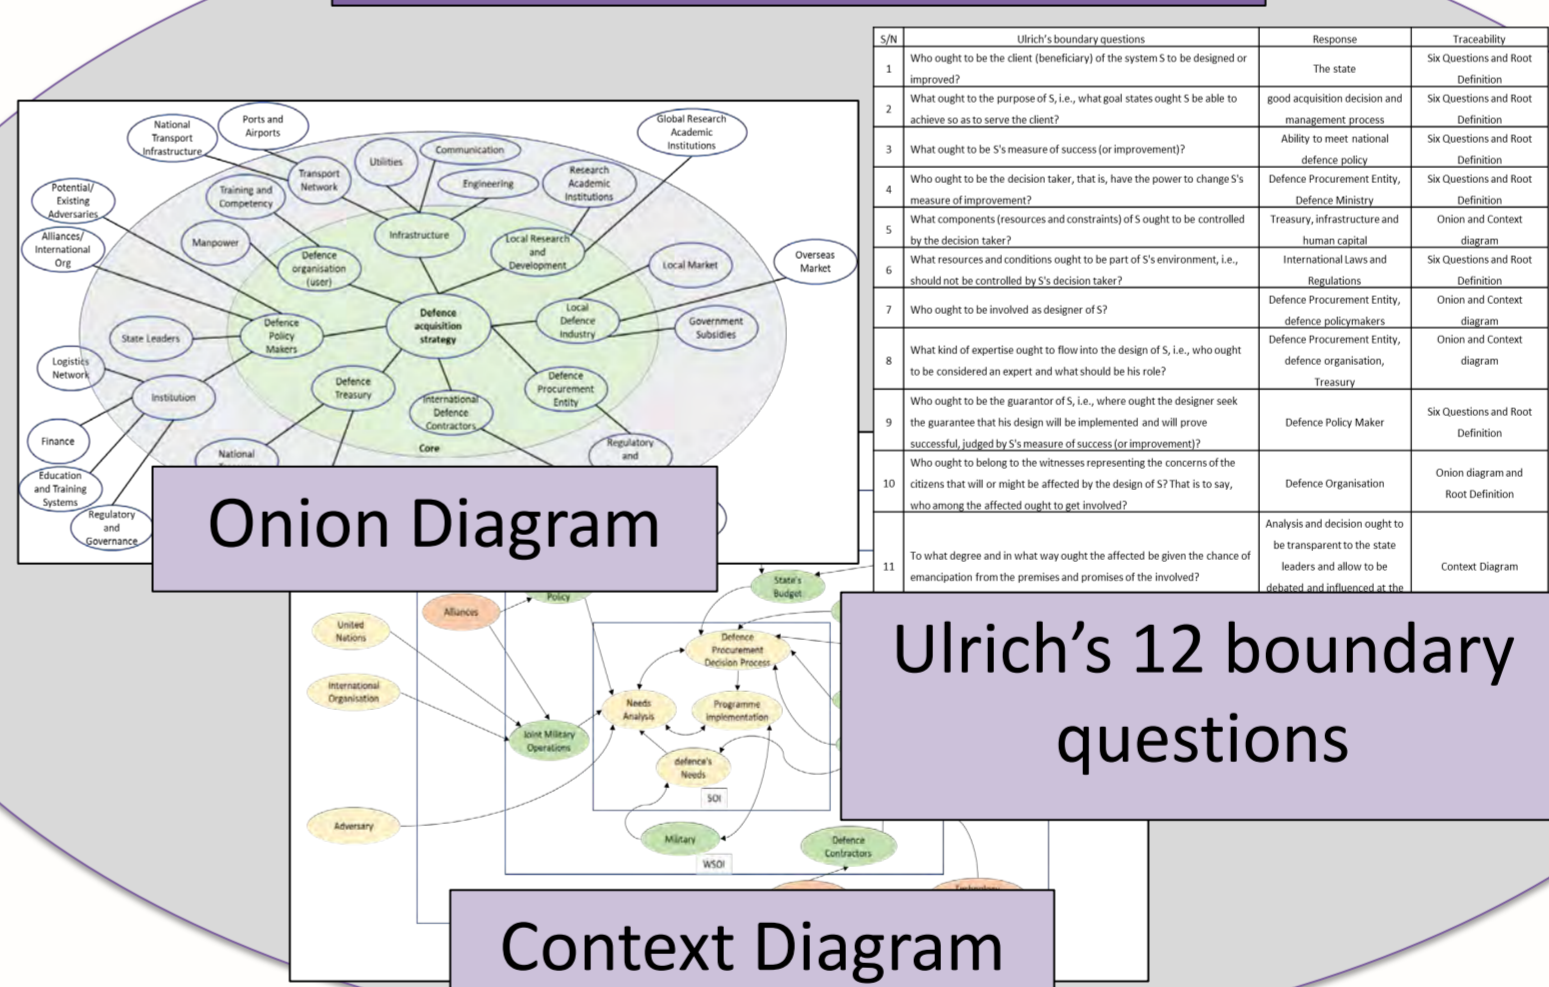 S/N
Ulrich's boundary questions
Response
Traceability
1
Who ought to be the client (beneficiary) of the system S to be designed or
improved?
The state
Six Questions and Root
Definition
2
What ought to the purpose of S, i.e., what goal states ought S be able to
achieve so as to serve the client?
good acquisition decision and
management process
Six Questions and Root
Definition
3
What ought to be S's measure of success (or improvement)?
Ability to meet national
defence policy
Six Questions and Root
Definition
4
Who ought to be the decision taker, that is, have the power to change S's
measure of improvement?
Defence Procurement Entity,
Defence Ministry
Six Questions and Root
Definition
5
What components (resources and constraints) of S ought to be controlled
by the decision taker?
Treasury, infrastructure and
human capital
Onion and Context
diagram
6
What resources and conditions ought to be part of S's environment, i.e.,
should not be controlled by S's decision taker?
International Laws and
Regulations
Six Questions and Root
Definition
7
Who ought to be involved as designer of S?
Defence Procurement Entity,
defence policymakers
Onion and Context
diagram
8
What kind of expertise ought to flow into the design of S, i.e., who ought
to be considered an expert and what should be his role?
Defence Procurement Entity,
defence organisation,
Treasury
Onion and Context
diagram
9
Who ought to be the guarantor of S, i.e., where ought the designer seek
the guarantee that his design will be implemented and will prove
successful, judged by S's measure of success (or improvement)?
Defence Policy Maker
Six Questions and Root
Definition
10
Who ought to belong to the witnesses representing the concerns of the
citizens that will or might be affected by the design of S? That is to say,
who among the affected ought to get involved?
Defence Organisation
Onion diagram and
Root Definition
11
To what degree and in what way ought the affected be given the chance of
emancipation from the premises and promises of the involved?
Analysis and decision ought to
be transparent to the state
leaders and allow to be
debated and influenced at the
Context Diagram
National
Transport
Infrastructure
Ports and
Airports
Global Research
Academic
Institutions
Utilities
Communication
Transport
Network
Engineering
Research
Academic
Institutions
Potential/
Existing
Adversaries
Training and
Competency
Manpower
Infrastructure
Local Research
and
Development
Alliances/
International
Org
Defence
organisation
(user)
Local Market
Overseas
Market
Defence
acquisition
strategy
Local
Defence
Industry
Government
Subsidies
State Leaders
Defence
Policy
Makers
Logistics
Network
Institution
Defence
Treasury
International
Defence
Contractors
Defence
Procurement
Entity
Core
Finance
National
Regulatory
and
Education
and Training
Systems
Regulatory
and
Governance
Onion Diagram
Ulrich's 12 boundary
questions
State's
Budget
Policy
Alliances
United
Nations
Defence
Procurement
Decision Process
International
Organisation
Needs
Analysis
Programme
Implementation
Joint Military
Operations
defence's
Needs
SOI
Adversary
Military
Defence
Contractors
WSOI
Context Diagram